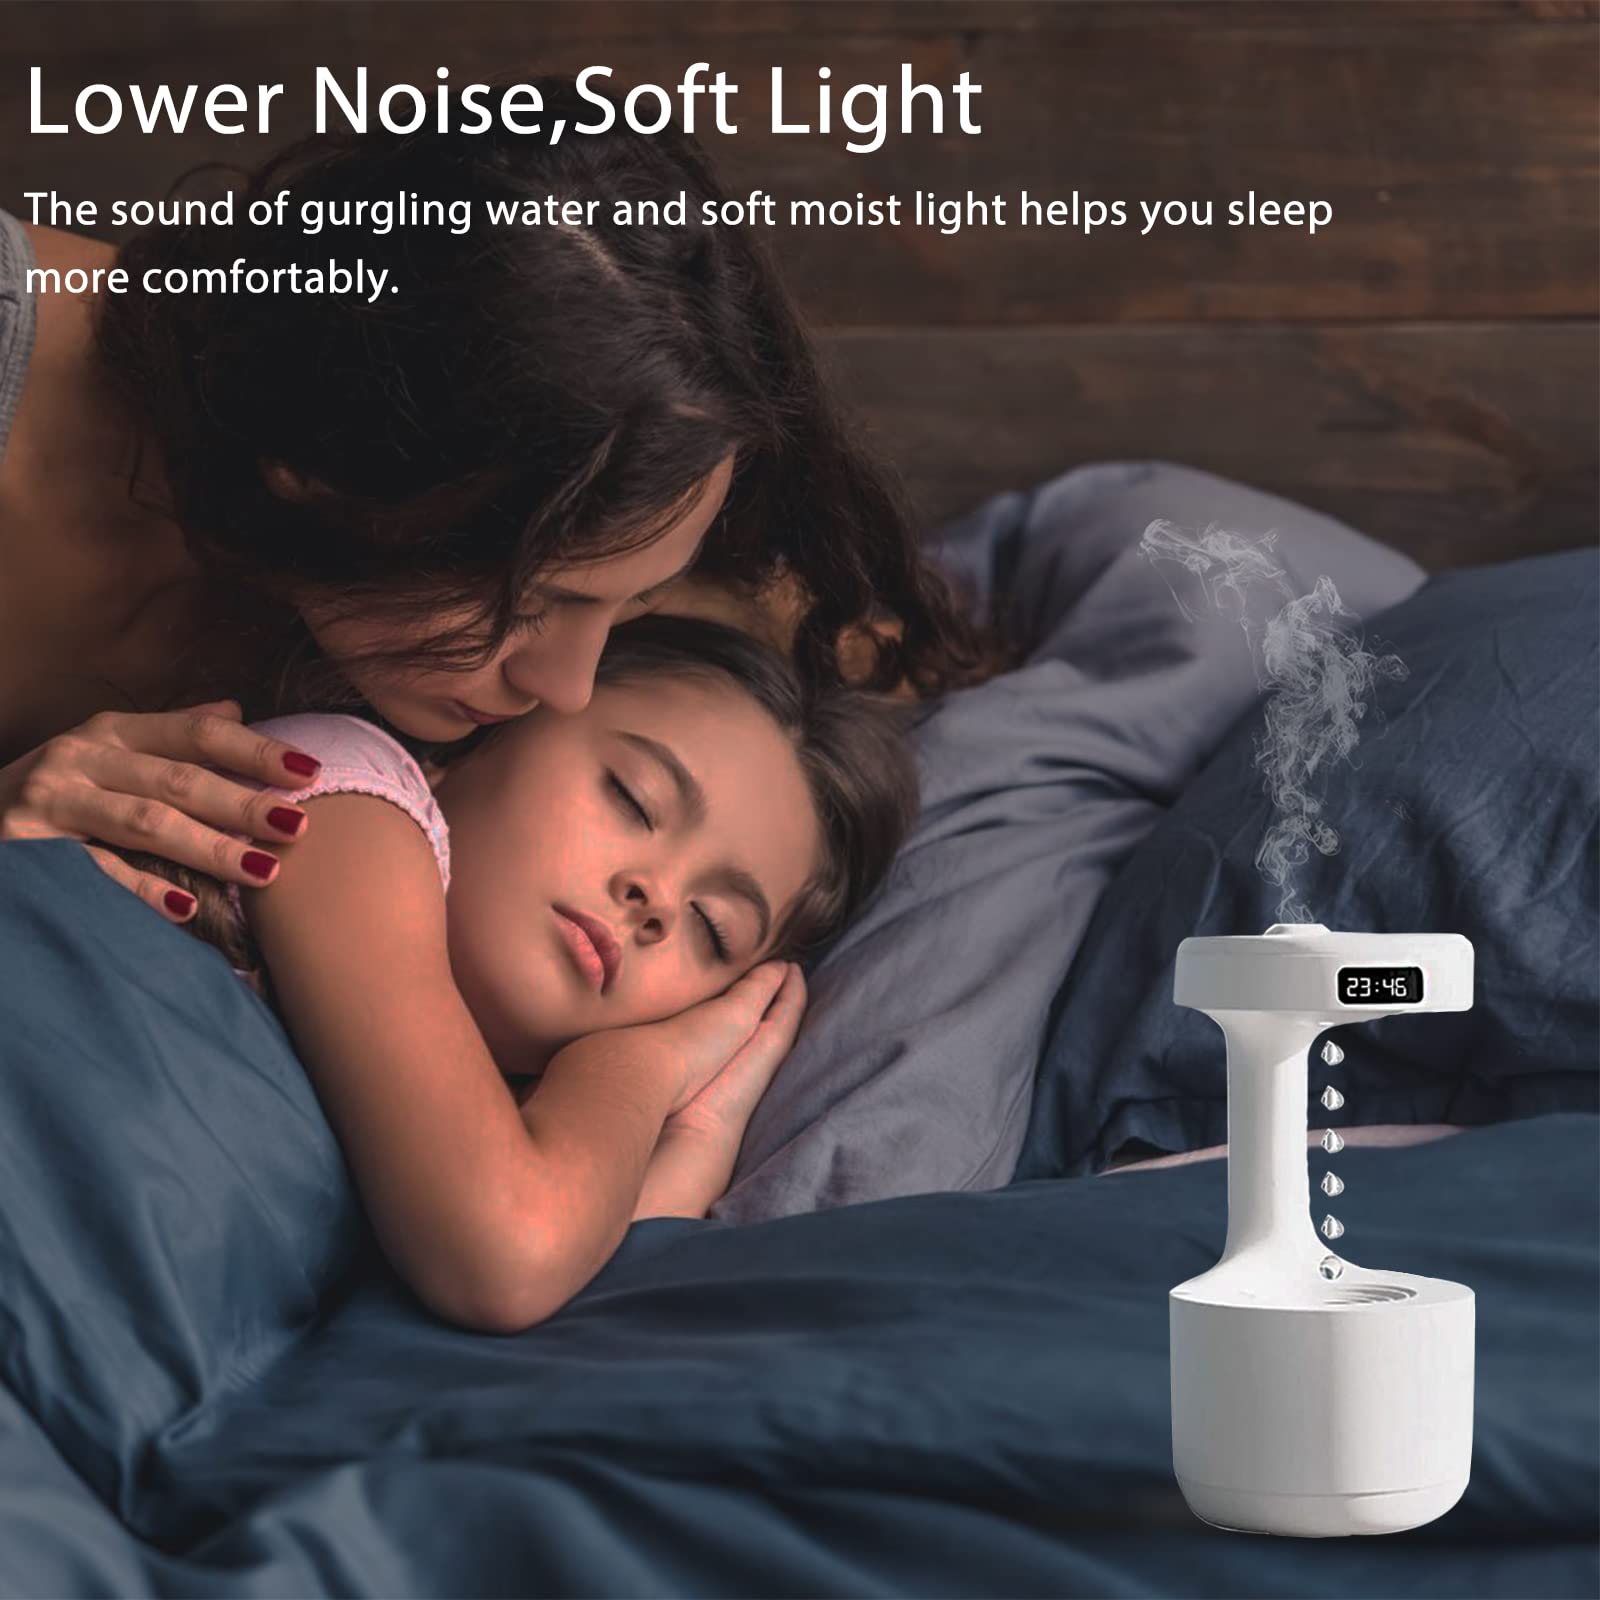 Lower Noise,Soft Light
The sound of gurgling water and soft moist light helps you sleep
more comfortably.
23:46